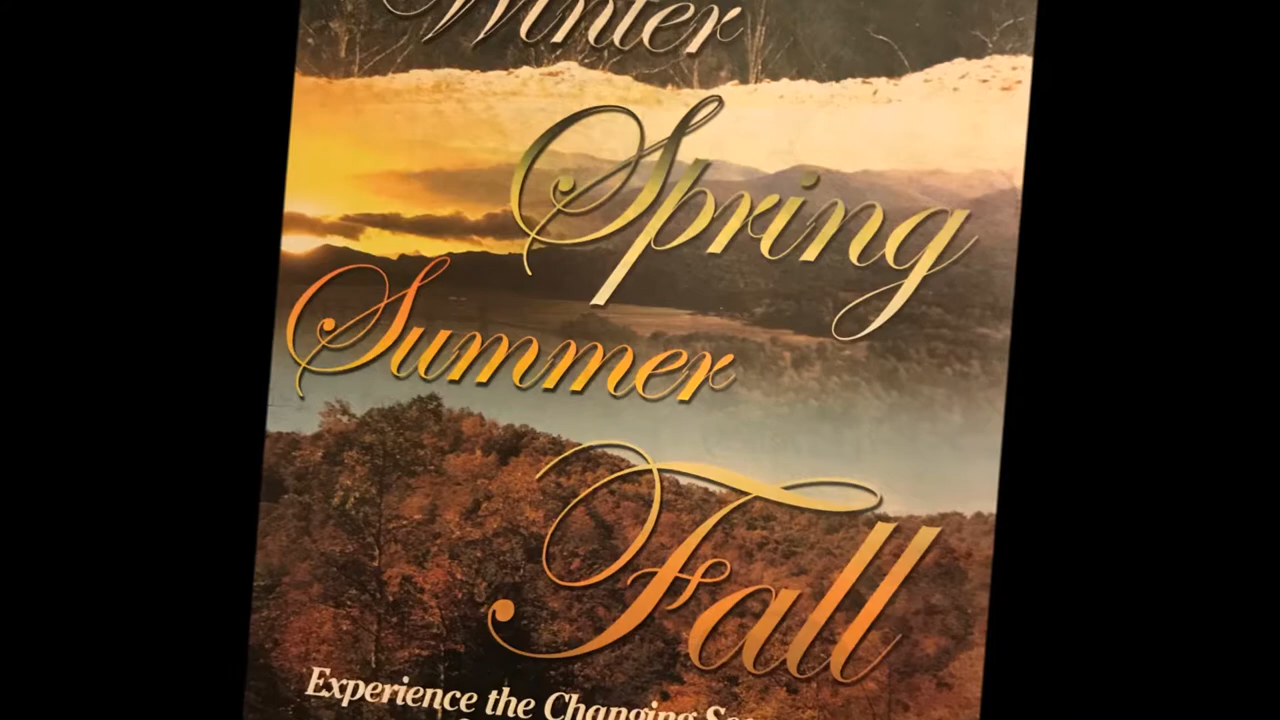 Winter
Spring
Summer
Fall
Experience the Changing